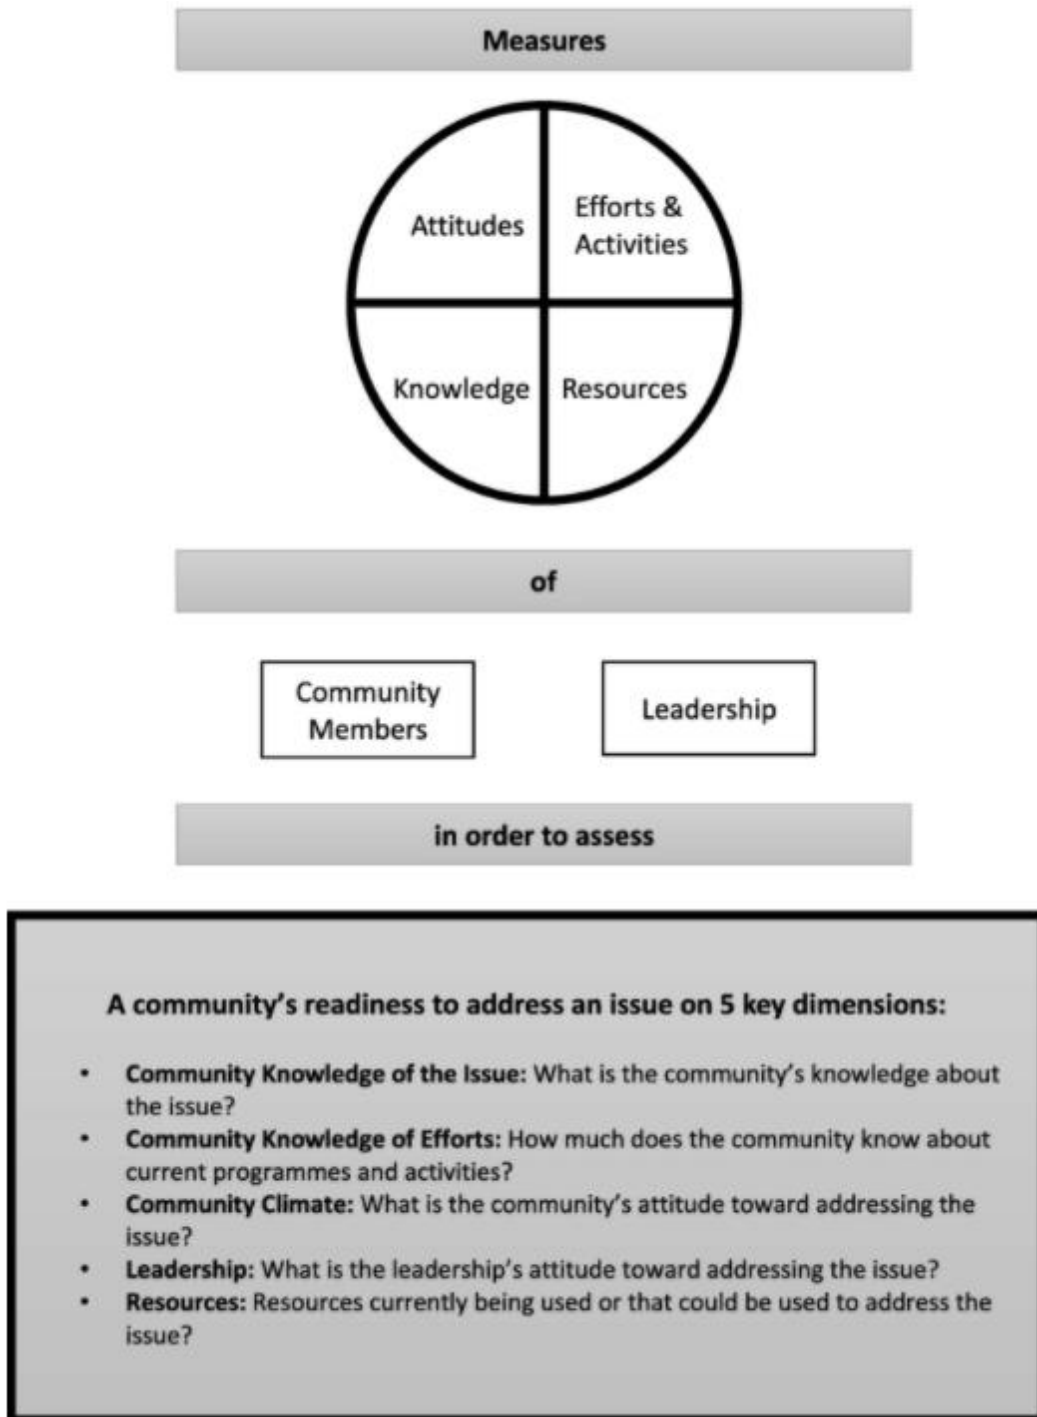 Measures
Attitudes
Efforts &
Activities
Knowledge
Resources
of
Community
Members
Leadership
in order to assess
A community's readiness to address an issue on 5 key dimensions:
• Community Knowledge of the Issue: What is the community's knowledge about
the issue?
• Community Knowledge of Efforts: How much does the community know about
current programmes and activities?
• Community Climate: What is the community's attitude toward addressing the
issue?
• Leadership: What is the leadership's attitude toward addressing the issue?
• Resources: Resources currently being used or that could be used to address the
issue?